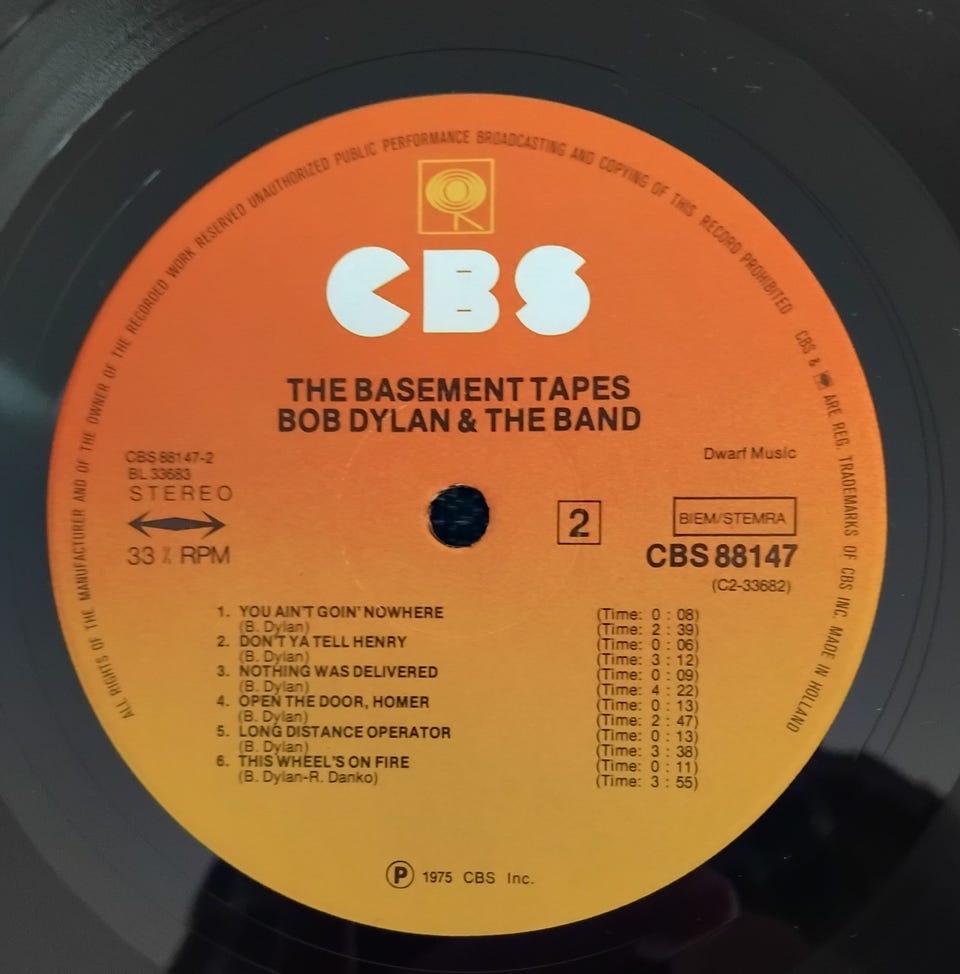 ALL RIGHTS OF THE MANUFACTURER AND OF THE OWNER OF THE RECORDED WORK RESERVED UNAUTHORIZED PUBLIC PERFORMANCE BROADCASTING AND COPYING OF THIS RECORD PROHIBITED CBS & ARE REG. TRADEMARKS OF CBS INC. MADE IN HOLLAND
CBS
THE BASEMENT TAPES
BOB DYLAN & THE BAND
CBS 88147-2
BL 33683
STEREO
33 ⅓ RPM
2
Dwarf Music
BIEM/STEMRA
CBS 88147
(C2-33682)
1. YOU AIN'T GOIN' NOWHERE (Time: 0 : 08)
(B. Dylan) (Time: 2 : 39)
2. DON'T YA TELL HENRY (Time: 0 : 06)
(B. Dylan) (Time: 3 : 12)
3. NOTHING WAS DELIVERED (Time: 0 : 09)
(B. Dylan) (Time: 4 : 22)
4. OPEN THE DOOR, HOMER (Time: 0 : 13)
(B. Dylan) (Time: 2 : 47)
5. LONG DISTANCE OPERATOR (Time: 0 : 13)
(B. Dylan) (Time: 3 : 38)
6. THIS WHEEL'S ON FIRE (Time: 0 : 11)
(B. Dylan-R. Danko) (Time: 3 : 55)
℗ 1975 CBS Inc.